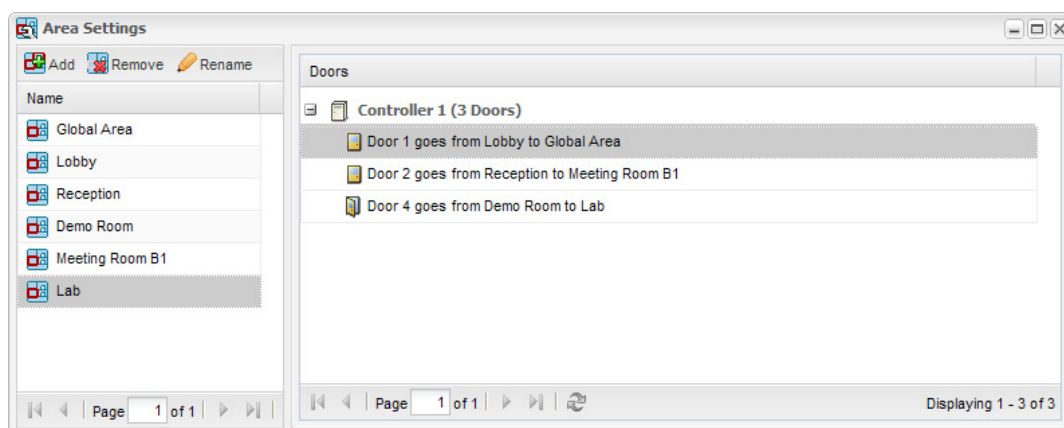 Area Settings
Add Remove Rename
Name
Global Area
Lobby
Reception
Demo Room
Meeting Room B1
Lab
Page 1 of 1
Doors
Controller 1 (3 Doors)
Door 1 goes from Lobby to Global Area
Door 2 goes from Reception to Meeting Room B1
Door 4 goes from Demo Room to Lab
Page 1 of 1
Displaying 1 - 3 of 3